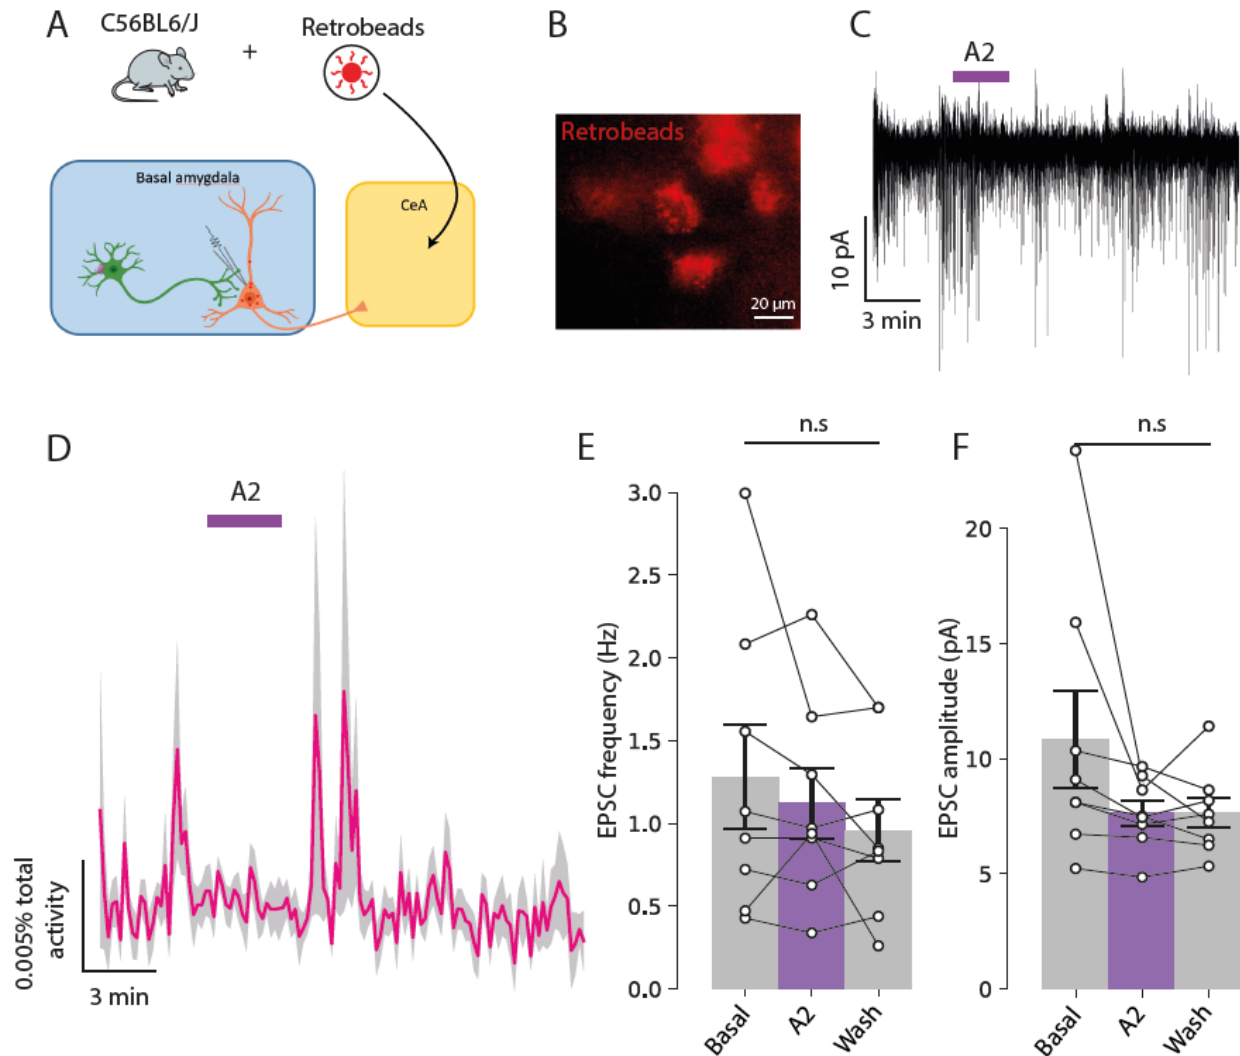 A
C56BL6/J
+
Retrobeads
Basal amygdala
CeA
B
Retrobeads
20 µm
C
A2
10 pA
3 min
D
A2
0.005% total
activity
3 min
E
n.s
EPSC frequency (Hz)
3.0
2.5
2.0
1.5
1.0
0.5
0.0
Basal
A2
Wash
F
n.s
EPSC amplitude (pA)
20
15
10
5
0
Basal
A2
Wash